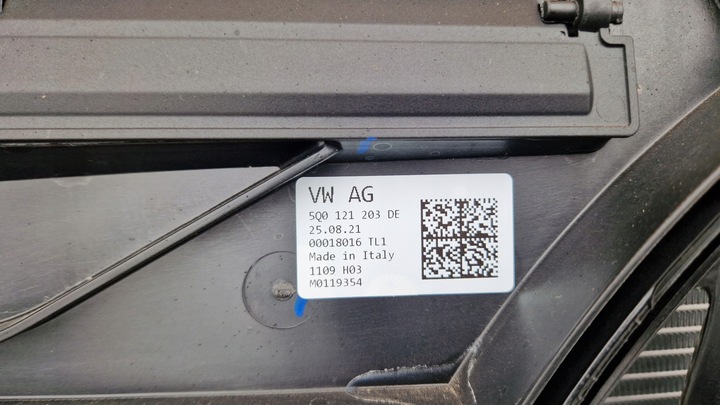 VW AG
5Q0 121 203 DE
25.08.21
00018016 TL1
Made in Italy
1109 H03
M0119354